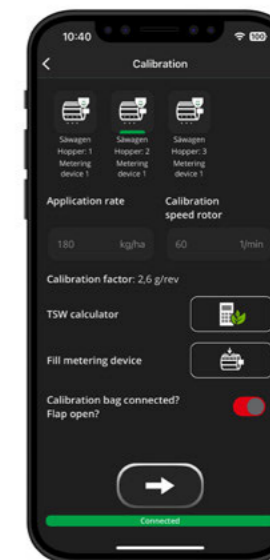 10:40
100
Calibration
Säwagen
Hopper: 1
Metering
device 1
Säwagen
Hopper: 2
Metering
device 1
Säwagen
Hopper: 3
Metering
device 1
Application rate
Calibration
speed rotor
180 kg/ha
60 1/min
Calibration factor: 2,6 g/rev
TSW calculator
Fill metering device
Calibration bag connected?
Flap open?
Connected